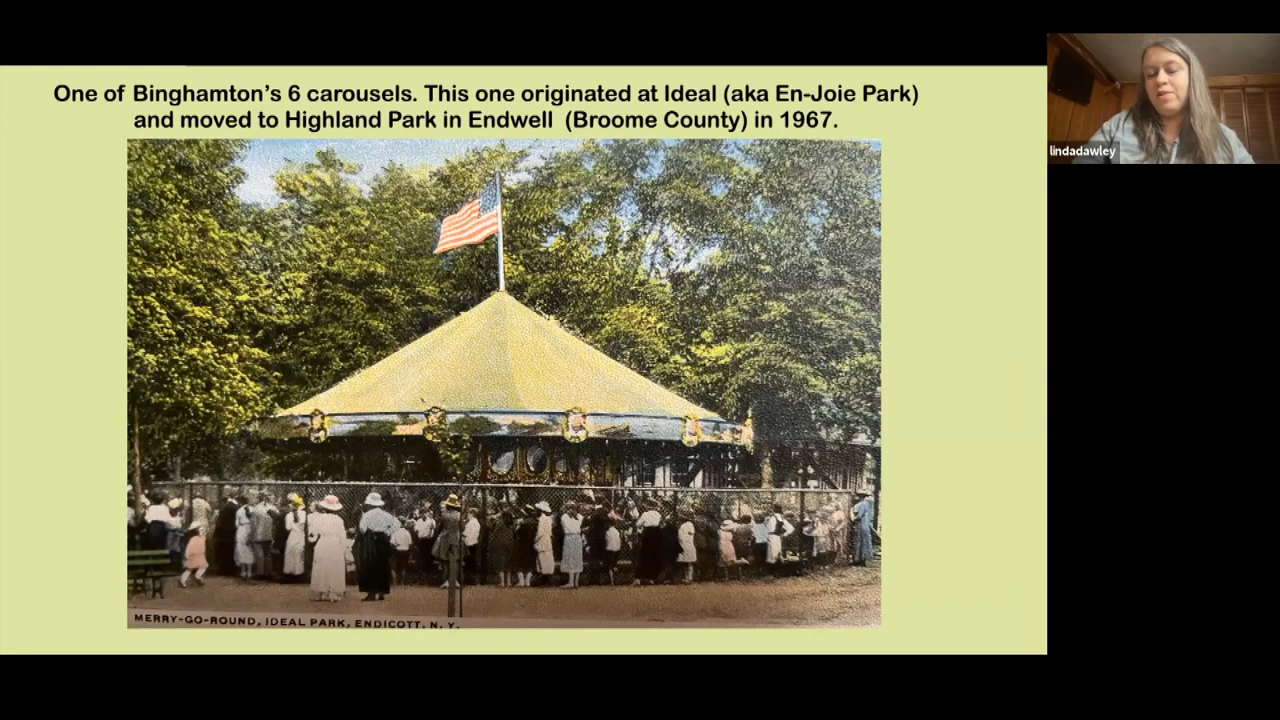 One of Binghamton's 6 carousels. This one originated at Ideal (aka En-Joie Park)
and moved to Highland Park in Endwell (Broome County) in 1967.
lindadawley
MERRY-GO-ROUND, IDEAL PARK, ENDICOTT, N. Y.